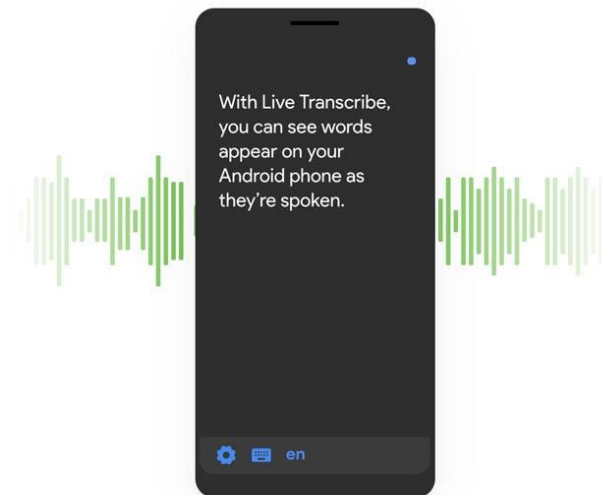 With Live Transcribe,
you can see words
appear on your
Android phone as
they’re spoken.
en